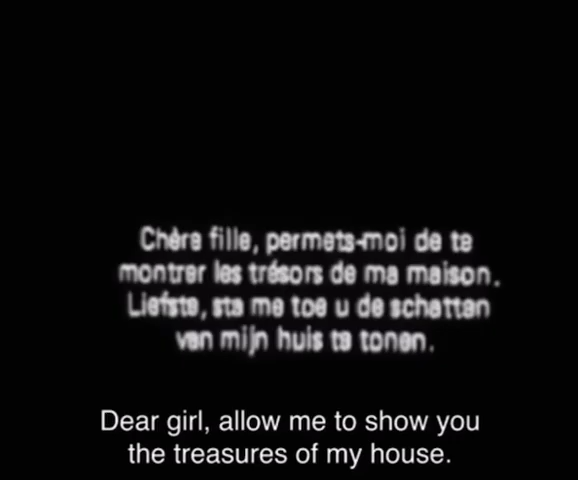 Chère fille, permets-moi de te
montrer les trésors de ma maison.
Liefste, sta me toe u de schatten
van mijn huis te tonen.
Dear girl, allow me to show you
the treasures of my house.